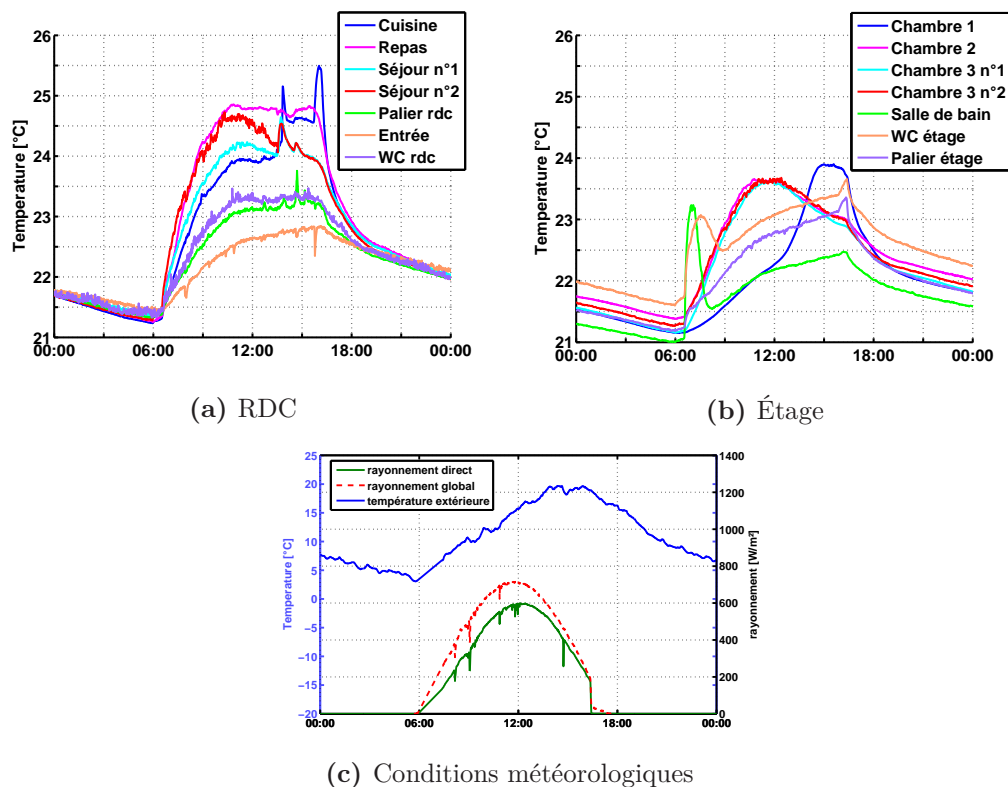 Cuisine
Repas
Séjour n°1
Séjour n°2
Palier rdc
Entrée
WC rdc
Temperature [°C]
26
25
24
23
22
21
00:00 06:00 12:00 18:00 00:00
(a) RDC
Chambre 1
Chambre 2
Chambre 3 n°1
Chambre 3 n°2
Salle de bain
WC étage
Palier étage
Temperature [°C]
26
25
24
23
22
21
00:00 06:00 12:00 18:00 00:00
(b) Étage
rayonnement direct
rayonnement global
température extérieure
Temperature [°C]
25
20
15
10
5
0
−5
−10
−15
−20
1400
1200
1000
800
600
400
200
0
rayonnement [W/m²]
00:00 06:00 12:00 18:00 00:00
(c) Conditions météorologiques